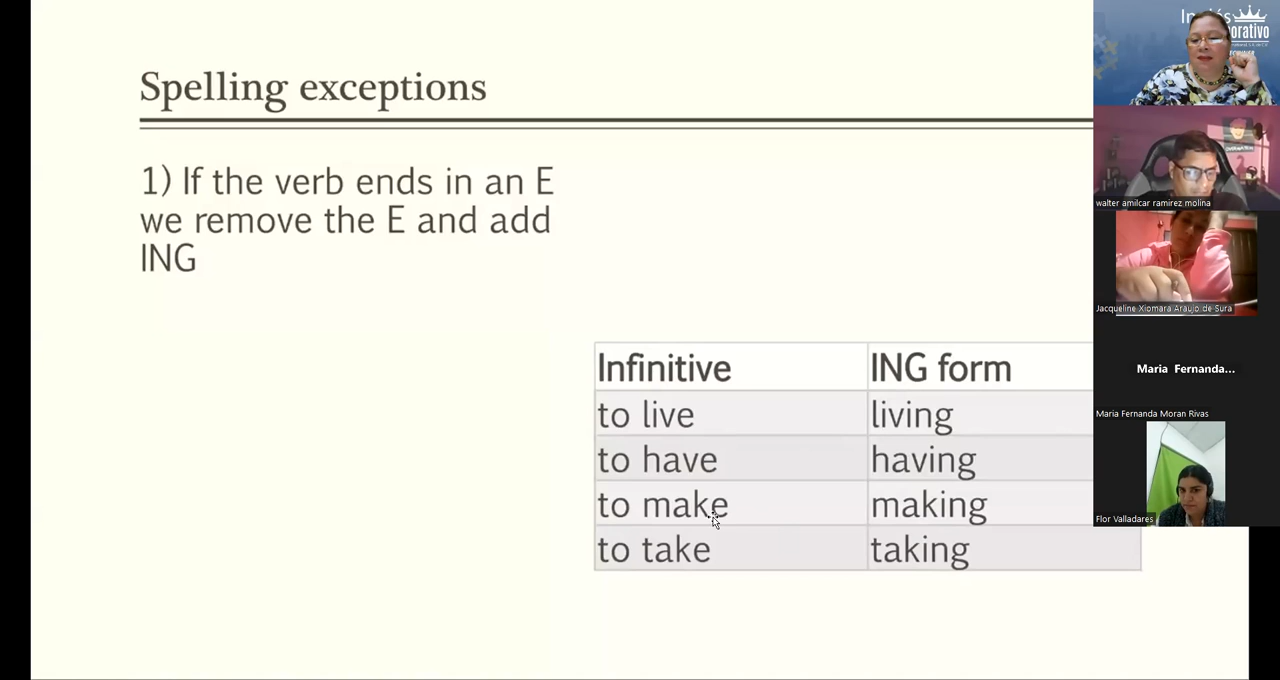 Spelling exceptions
1) If the verb ends in an E
we remove the E and add
ING
Infinitive ING form
to live living
to have having
to make making
to take taking
orativo
walter amilcar ramirez molina
Jacqueline Xiomara Araujo de Sura
Maria Fernanda...
Maria Fernanda Moran Rivas
Flor Valladares